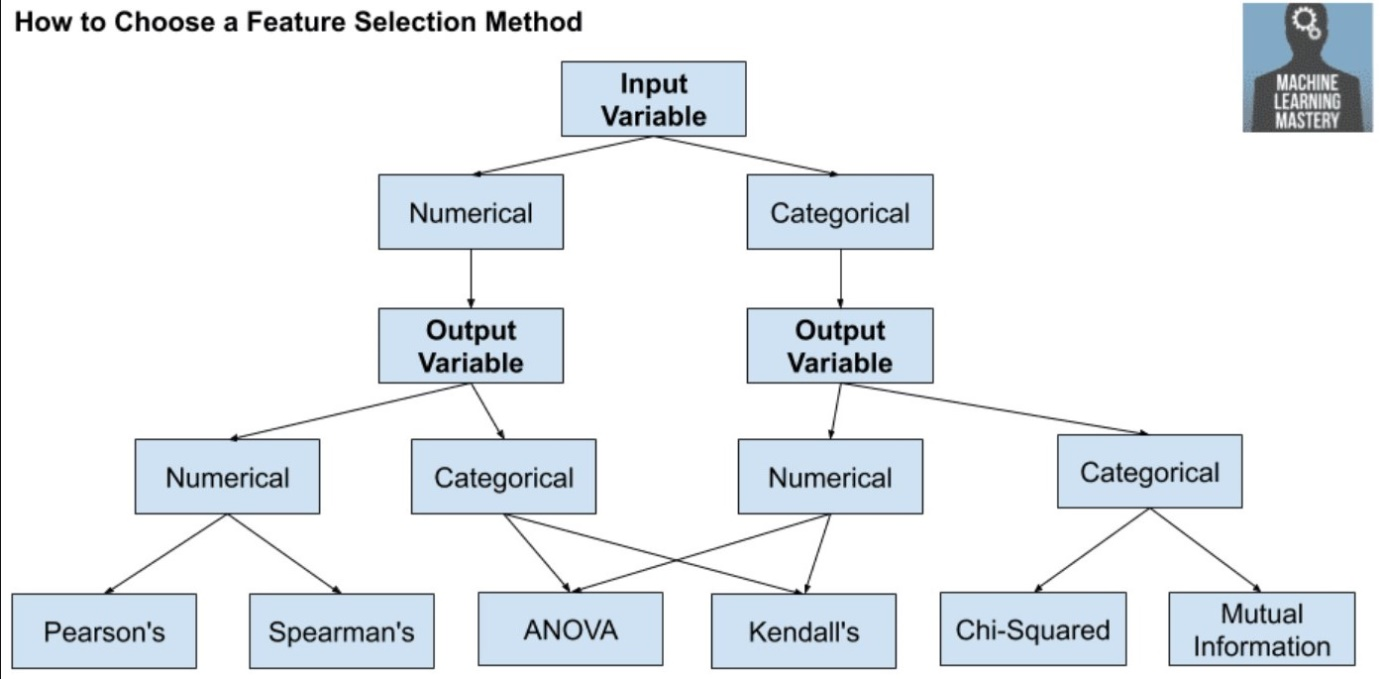 How to Choose a Feature Selection Method
MACHINE
LEARNING
MASTERY
Input
Variable
Numerical
Categorical
Output
Variable
Output
Variable
Numerical
Categorical
Numerical
Categorical
Pearson's
Spearman's
ANOVA
Kendall's
Chi-Squared
Mutual
Information